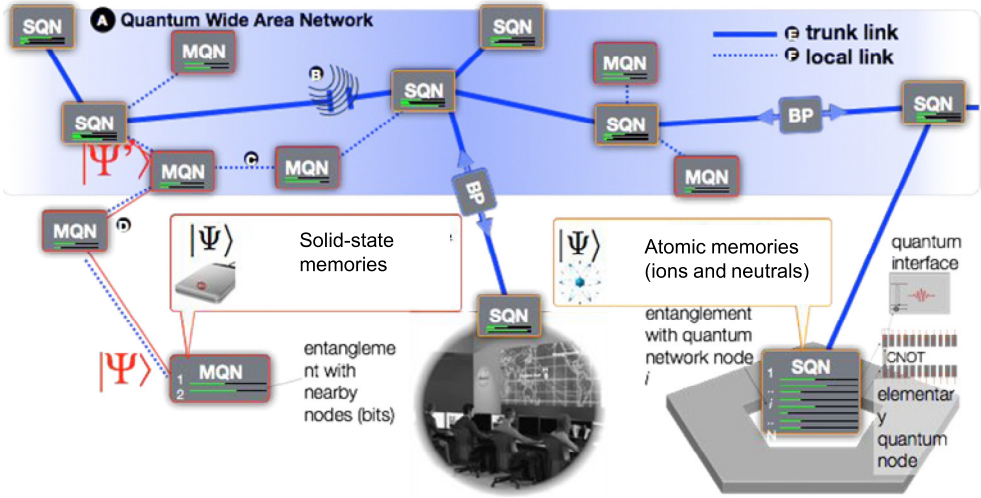 A Quantum Wide Area Network
SQN
SQN
E trunk link
F local link
MQN
B
MQN
SQN
SQN
SQN
SQN
BP
|Ψ'⟩
MQN
C
MQN
MQN
BP
MQN
D
|Ψ⟩
Solid-state
memories
|Ψ⟩
Atomic memories
(ions and neutrals)
quantum
interface
SQN
entanglement
with quantum
network node
i
|Ψ⟩
MQN
1
2
entangleme
nt with
nearby
nodes (bits)
SQN
1
..
i
..
N
CNOT
elementar
y
quantum
node